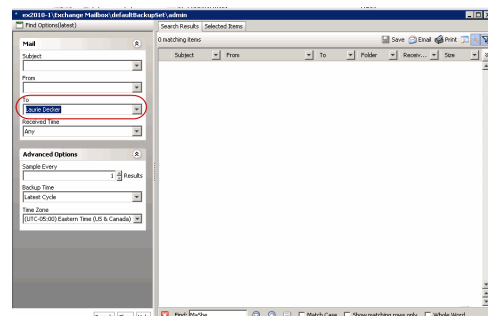 ex2010-1\Exchange Mailbox\defaultBackupSet\admin
Find Options(latest)
Mail
Subject
From
To
Laurie Decker
Received Time
Any
Advanced Options
Sample Every
1 Results
Backup Time
Latest Cycle
Time Zone
(UTC-05:00) Eastern Time (US & Canada)
Search Results Selected Items
0 matching items
Save Email Print
Subject From To Folder Receiv... Size
Find: MaShe Match Case Show matching rows only Whole Word